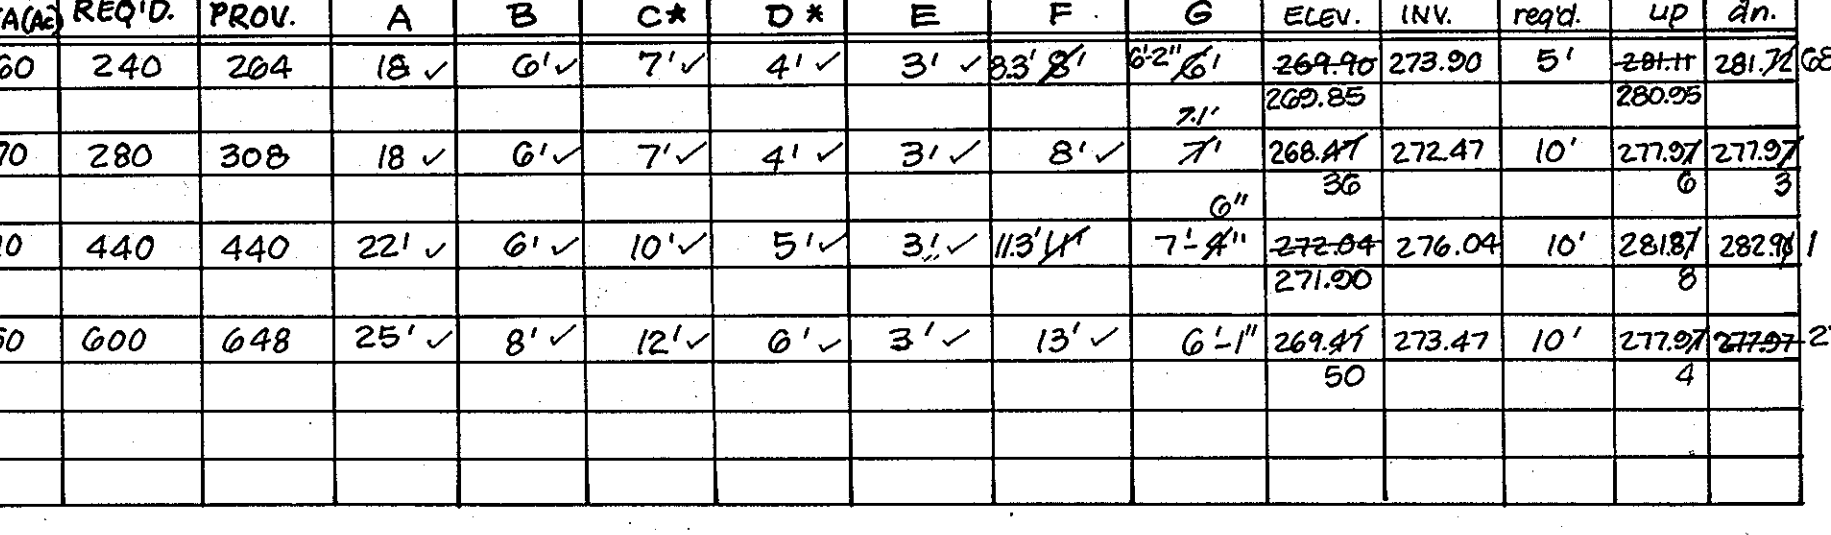 TA(Ac) REQ'D. PROV. A B C* D* E F G ELEV. INV. req'd. up dn.
60 240 264 18 ✓ 6' ✓ 7' ✓ 4' ✓ 3' ✓ 8.3' 8' 6'-2" 6' 269.90 273.90 5' 281.11 281.72 68
269.85 280.95
7.1'
70 280 308 18 ✓ 6' ✓ 7' ✓ 4' ✓ 3' ✓ 8' ✓ 7' 268.47 272.47 10' 277.97 277.97
36 6 3
6"
10 440 440 22' ✓ 6' ✓ 10' ✓ 5' ✓ 3' ✓ 11.3' 11' 7'-4" 272.04 276.04 10' 281.87 282.90 1
271.90 8
50 600 648 25' ✓ 8' ✓ 12' ✓ 6' ✓ 3' ✓ 13' ✓ 6'-1" 269.47 273.47 10' 277.97 277.97
50 4